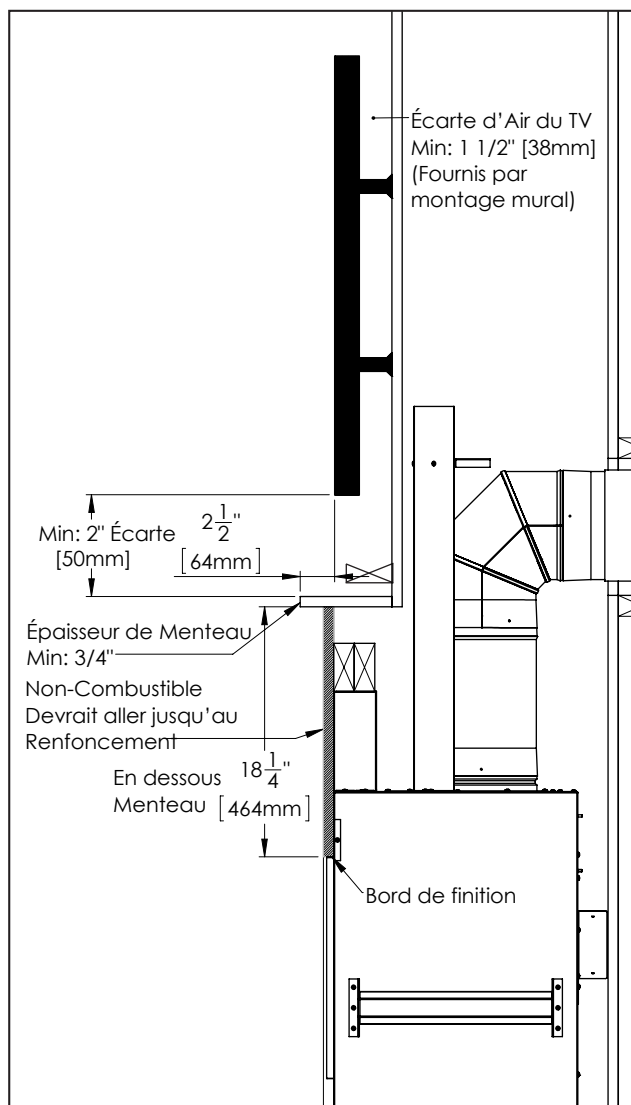 Écarte d'Air du TV
Min: 1 1/2" [38mm]
(Fournis par
montage mural)
Min: 2" Écarte
[50mm]
2 1/2"
[64mm]
Épaisseur de Menteau
Min: 3/4"
Non-Combustible
Devrait aller jusqu'au
Renfoncement
En dessous
Menteau
18 1/4"
[464mm]
Bord de finition